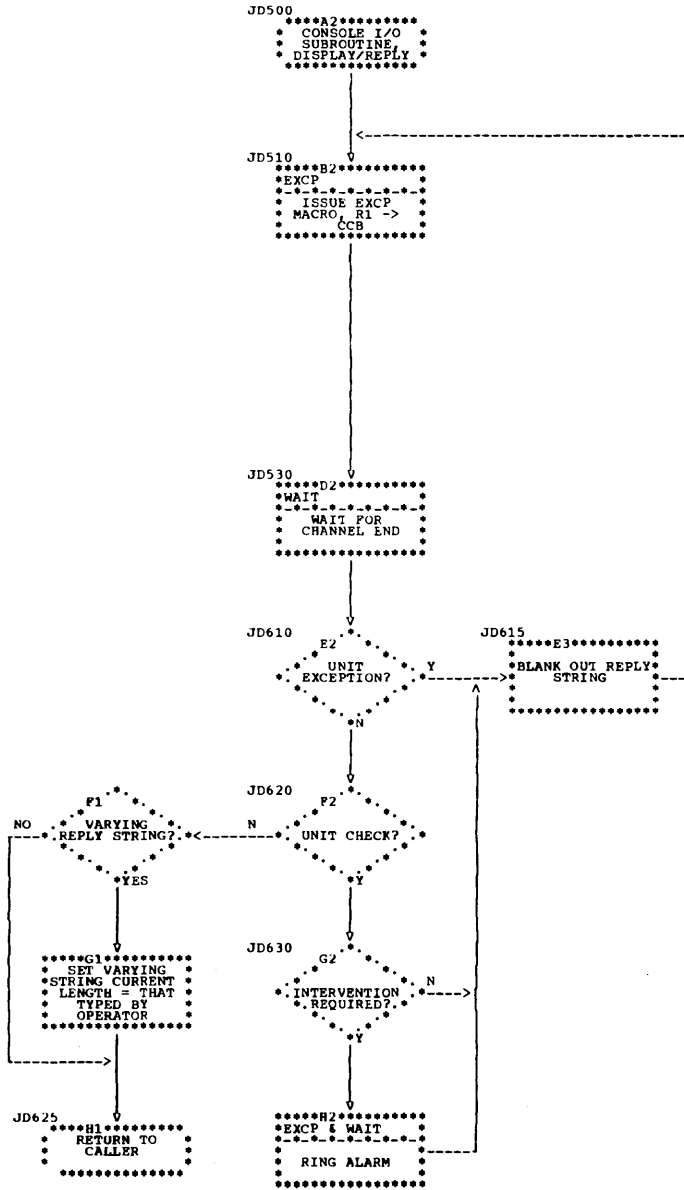 JD500
A2
CONSOLE I/O
SUBROUTINE,
DISPLAY/REPLY
JD510
B2
EXCP
ISSUE EXCP
MACRO, R1 ->
CCB
JD530
D2
WAIT
WAIT FOR
CHANNEL END
JD610
E2
UNIT
EXCEPTION?
Y
N
JD615
E3
BLANK OUT REPLY
STRING
F1
VARYING
REPLY STRING?
NO
YES
JD620
F2
UNIT CHECK?
N
Y
G1
SET VARYING
STRING CURRENT
LENGTH = THAT
TYPED BY
OPERATOR
JD630
G2
INTERVENTION
REQUIRED?
N
Y
JD625
H1
RETURN TO
CALLER
H2
EXCP & WAIT
RING ALARM